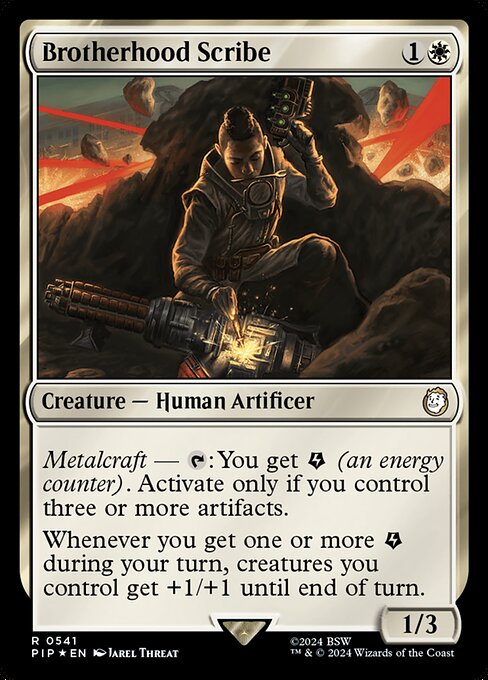 Brotherhood Scribe 1
Creature — Human Artificer
Metalcraft — : You get (an energy
counter). Activate only if you control
three or more artifacts.
Whenever you get one or more
during your turn, creatures you
control get +1/+1 until end of turn.
1/3
R 0541
PIP ★ EN JAREL THREAT
©2024 BSW
™ & © 2024 Wizards of the Coast